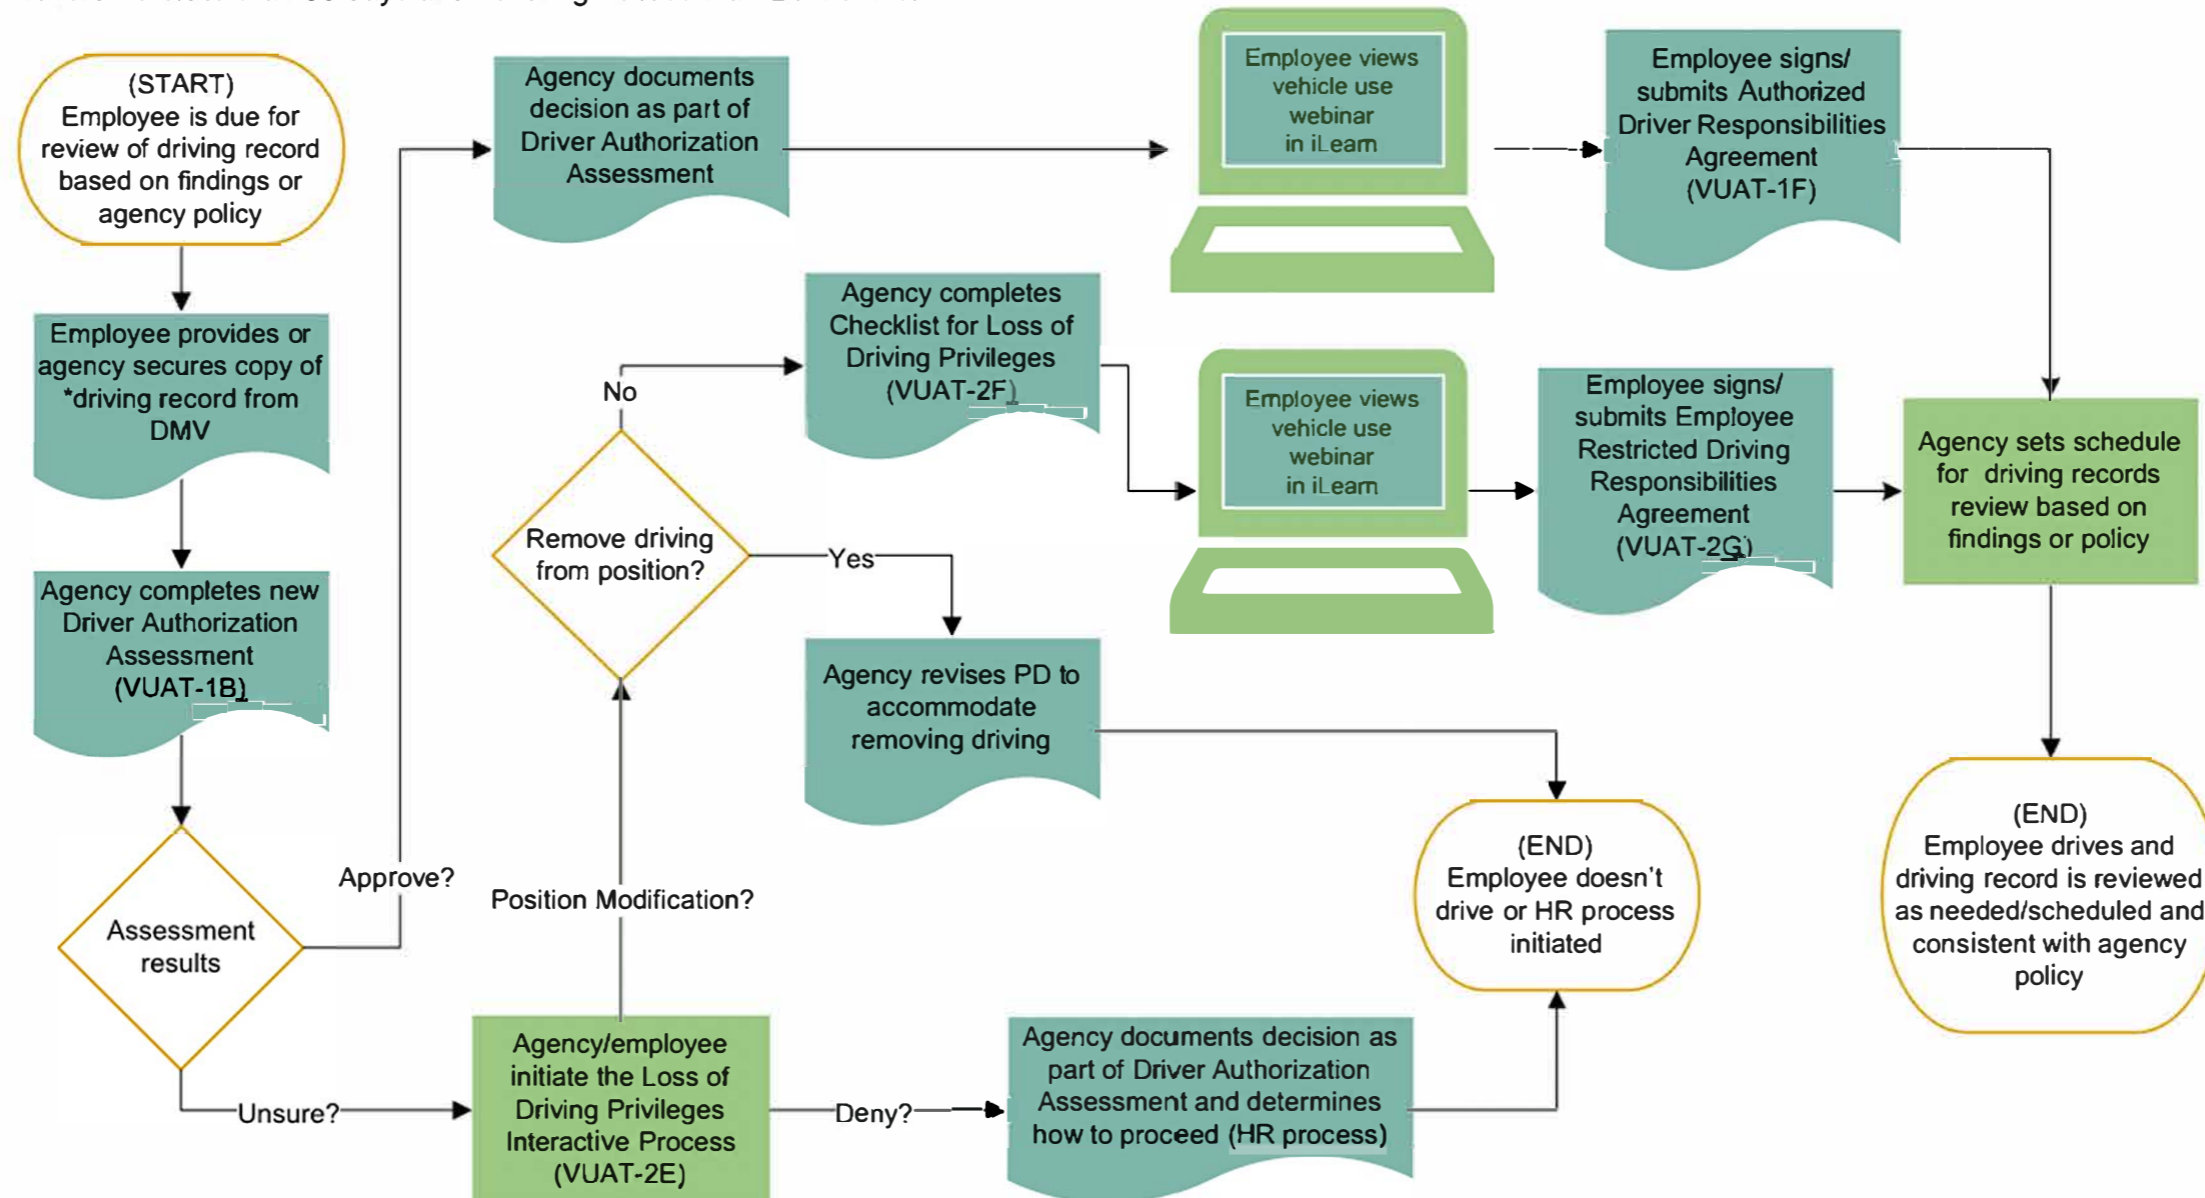 (START)
Employee is due for
review of driving record
based on findings or
agency policy
Employee provides or
agency secures copy of
*driving record from
DMV
Agency completes new
Driver Authorization
Assessment
(VUAT-1B)
Assessment
results
Approve?
Unsure?
Agency documents
decision as part of
Driver Authorization
Assessment
Employee views
vehicle use
webinar
in iLearn
Employee signs/
submits Authorized
Driver Responsibilities
Agreement
(VUAT-1F)
Agency/employee
initiate the Loss of
Driving Privileges
Interactive Process
(VUAT-2E)
Position Modification?
Remove driving
from position?
No
Agency completes
Checklist for Loss of
Driving Privileges
(VUAT-2F)
Employee views
vehicle use
webinar
in iLearn
Employee signs/
submits Employee
Restricted Driving
Responsibilities
Agreement
(VUAT-2G)
Agency sets schedule
for driving records
review based on
findings or policy
(END)
Employee drives and
driving record is reviewed
as needed/scheduled and
consistent with agency
policy
Yes
Agency revises PD to
accommodate
removing driving
Deny?
Agency documents decision as
part of Driver Authorization
Assessment and determines
how to proceed (HR process)
(END)
Employee doesn't
drive or HR process
initiated